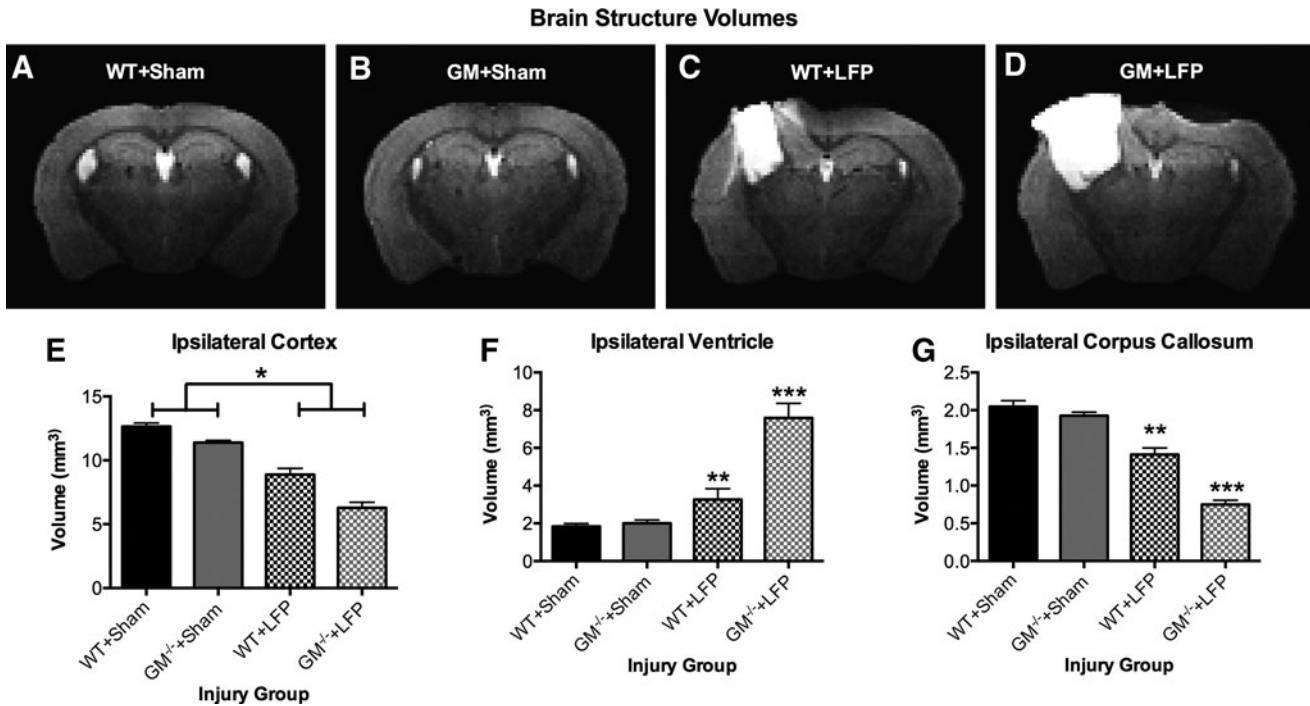 Brain Structure Volumes
A
WT+Sham
B
GM+Sham
C
WT+LFP
D
GM+LFP
E
Ipsilateral Cortex
*
Volume (mm³)
15
10
5
0
WT+Sham
GM⁻/⁻+Sham
WT+LFP
GM⁻/⁻+LFP
Injury Group
F
Ipsilateral Ventricle
**
***
Volume (mm³)
10
8
6
4
2
0
WT+Sham
GM⁻/⁻+Sham
WT+LFP
GM⁻/⁻+LFP
Injury Group
G
Ipsilateral Corpus Callosum
**
***
Volume (mm³)
2.5
2.0
1.5
1.0
0.5
0.0
WT+Sham
GM⁻/⁻+Sham
WT+LFP
GM⁻/⁻+LFP
Injury Group